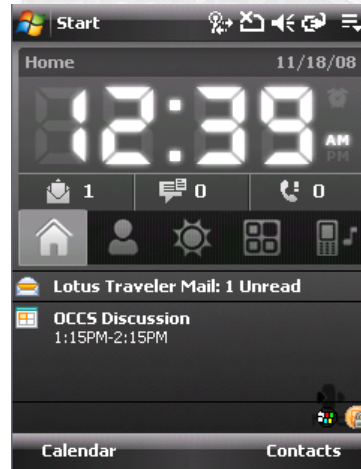 Start
Home 11/18/08
12:39
AM
PM
1 0 0
Lotus Traveler Mail: 1 Unread
OCCS Discussion
1:15PM-2:15PM
Calendar Contacts